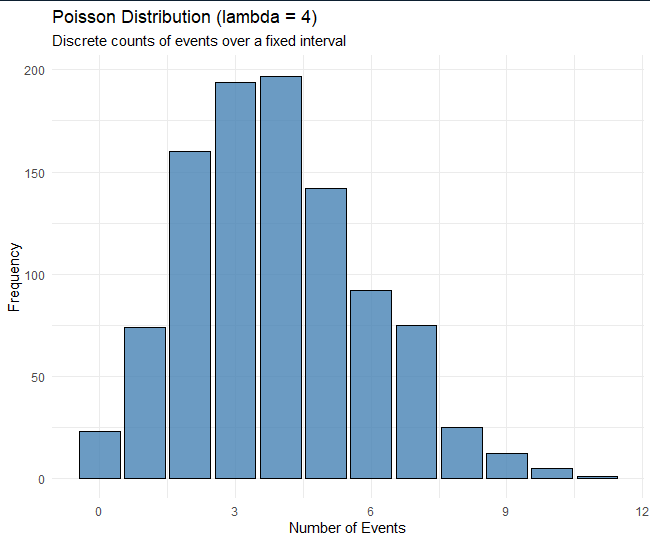 Poisson Distribution (lambda = 4)
Discrete counts of events over a fixed interval
200
150
100
50
0
Frequency
0 3 6 9 12
Number of Events